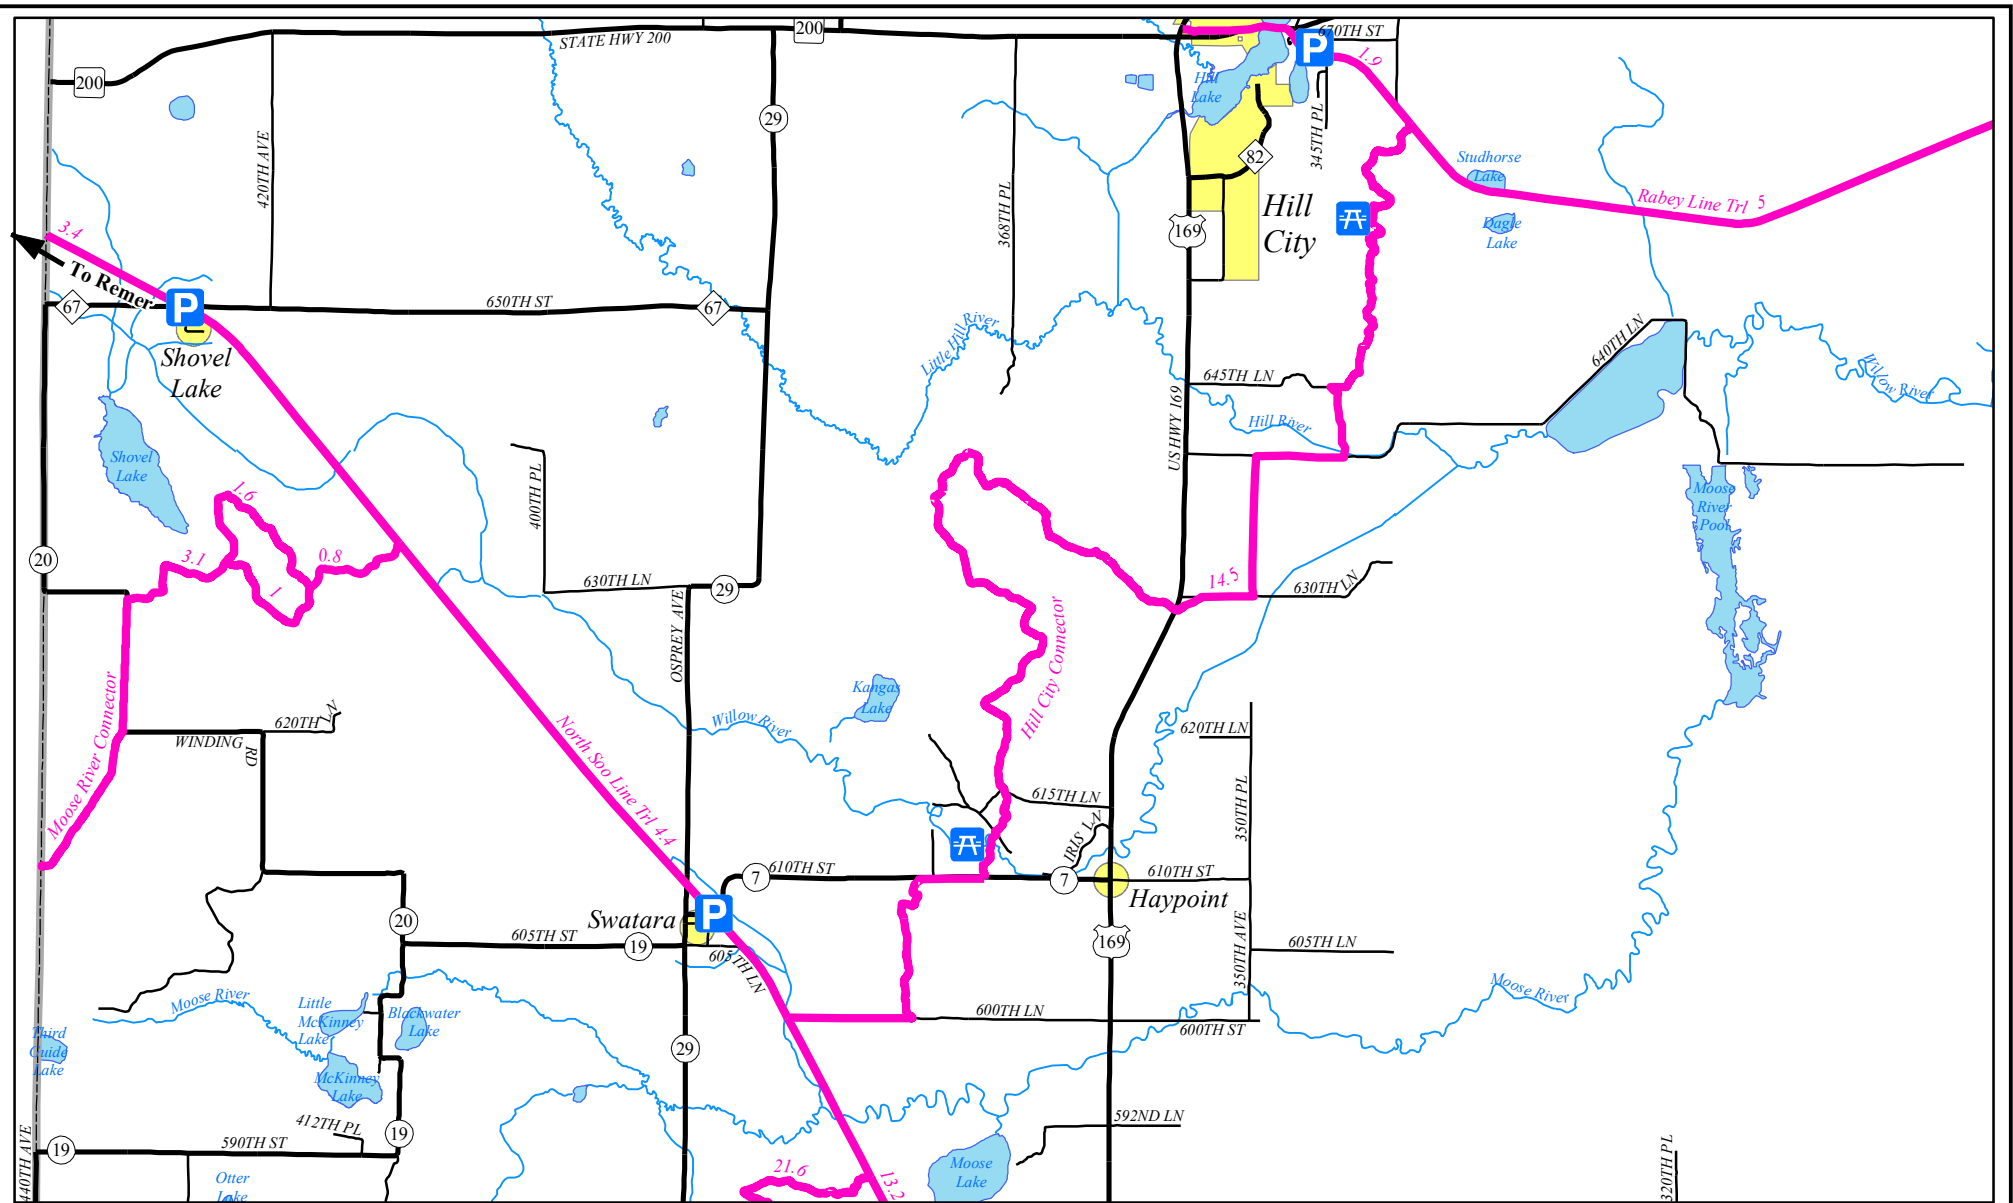 200
STATE HWY 200
200
670TH ST
P
1.9
Hill
Lake
29
420TH AVE
345TH PL
82
Studhorse
Lake
Rabey Line Trl 5
368TH PL
Hill
City
169
Dagle
Lake
3.4
To Remer
67
P
650TH ST
67
Shovel
Lake
Little Hill River
640TH LN
Willow River
645TH LN
US HWY 169
Hill River
Shovel
Lake
400TH PL
1.6
3.1
0.8
1
20
630TH LN
29
14.5
630TH LN
Moose
River
Pool
OSPREY AVE
Hill City Connector
Kangas
Lake
Moose River Connector
620TH LN
WINDING
RD
North Soo Line Trl 4.4
Willow River
620TH LN
615TH LN
IRIS LN
350TH PL
7
610TH ST
7
610TH ST
Haypoint
P
Swatara
20
605TH ST
19
605TH LN
169
350TH AVE
605TH LN
Moose River
Moose River
Little
McKinney
Lake
Blackwater
Lake
600TH LN
600TH ST
Third
Guide
Lake
29
McKinney
Lake
412TH PL
19
592ND LN
19
590TH ST
440TH AVE
Otter
Lake
21.6
13.2
Moose
Lake
320TH PL